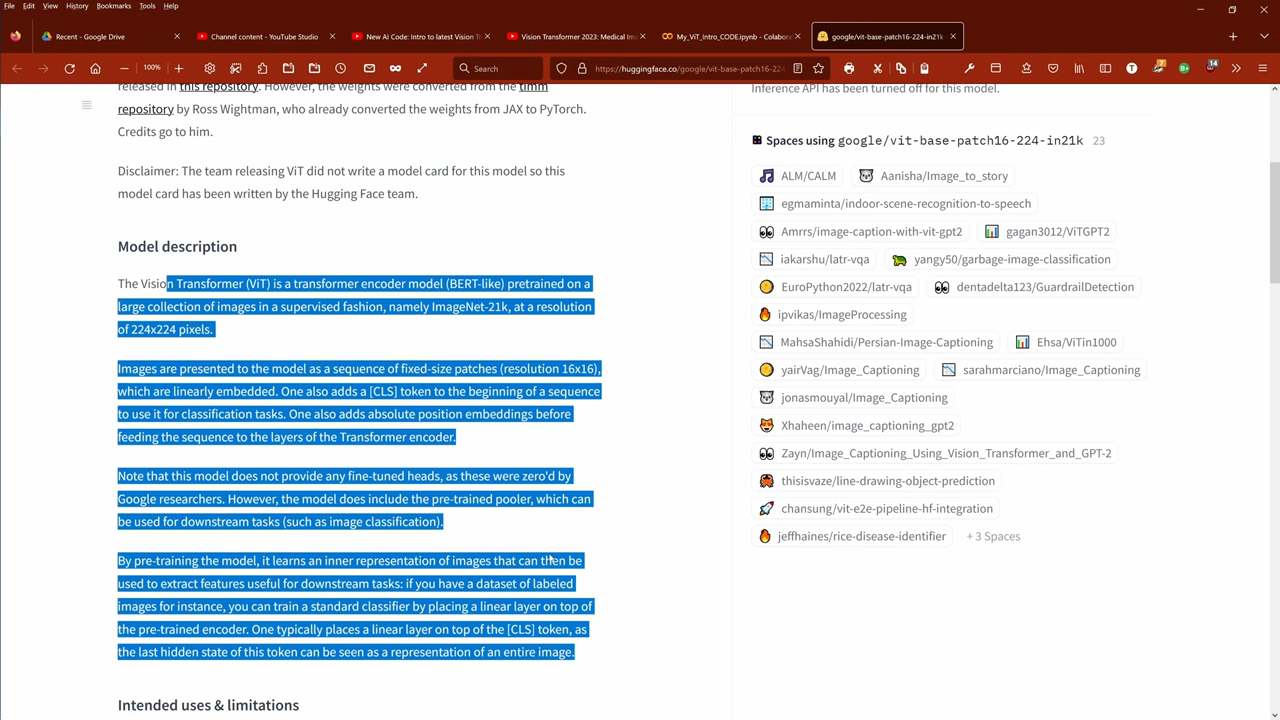 File Edit View History Bookmarks Tools Help
Recent - Google Drive
Channel content - YouTube Studio
New AI Code: Intro to latest Vision T
Vision Transformer 2023: Medical Im
My_ViT_Intro_CODE.ipynb - Colabora
google/vit-base-patch16-224-in21k
100%
Search
https://huggingface.co/google/vit-base-patch16-224
14
released in this repository. However, the weights were converted from the timm
repository by Ross Wightman, who already converted the weights from JAX to PyTorch.
Credits go to him.
Disclaimer: The team releasing ViT did not write a model card for this model so this
model card has been written by the Hugging Face team.
Model description
The Vision Transformer (ViT) is a transformer encoder model (BERT-like) pretrained on a
large collection of images in a supervised fashion, namely ImageNet-21k, at a resolution
of 224x224 pixels.
Images are presented to the model as a sequence of fixed-size patches (resolution 16x16),
which are linearly embedded. One also adds a [CLS] token to the beginning of a sequence
to use it for classification tasks. One also adds absolute position embeddings before
feeding the sequence to the layers of the Transformer encoder.
Note that this model does not provide any fine-tuned heads, as these were zero'd by
Google researchers. However, the model does include the pre-trained pooler, which can
be used for downstream tasks (such as image classification).
By pre-training the model, it learns an inner representation of images that can then be
used to extract features useful for downstream tasks: if you have a dataset of labeled
images for instance, you can train a standard classifier by placing a linear layer on top of
the pre-trained encoder. One typically places a linear layer on top of the [CLS] token, as
the last hidden state of this token can be seen as a representation of an entire image.
Intended uses & limitations
Inference API has been turned off for this model.
Spaces using google/vit-base-patch16-224-in21k 23
ALM/CALM
Aanisha/Image_to_story
egmaminta/indoor-scene-recognition-to-speech
Amrrs/image-caption-with-vit-gpt2
gagan3012/ViTGPT2
iakarshu/latr-vqa
yangy50/garbage-image-classification
EuroPython2022/latr-vqa
dentadelta123/GuardrailDetection
ipvikas/ImageProcessing
MahsaShahidi/Persian-Image-Captioning
Ehsa/ViTin1000
yairVag/Image_Captioning
sarahmarciano/Image_Captioning
jonasmouyal/Image_Captioning
Xhaheen/image_captioning_gpt2
Zayn/Image_Captioning_Using_Vision_Transformer_and_GPT-2
thisisvaze/line-drawing-object-prediction
chansung/vit-e2e-pipeline-hf-integration
jeffhaines/rice-disease-identifier
+ 3 Spaces